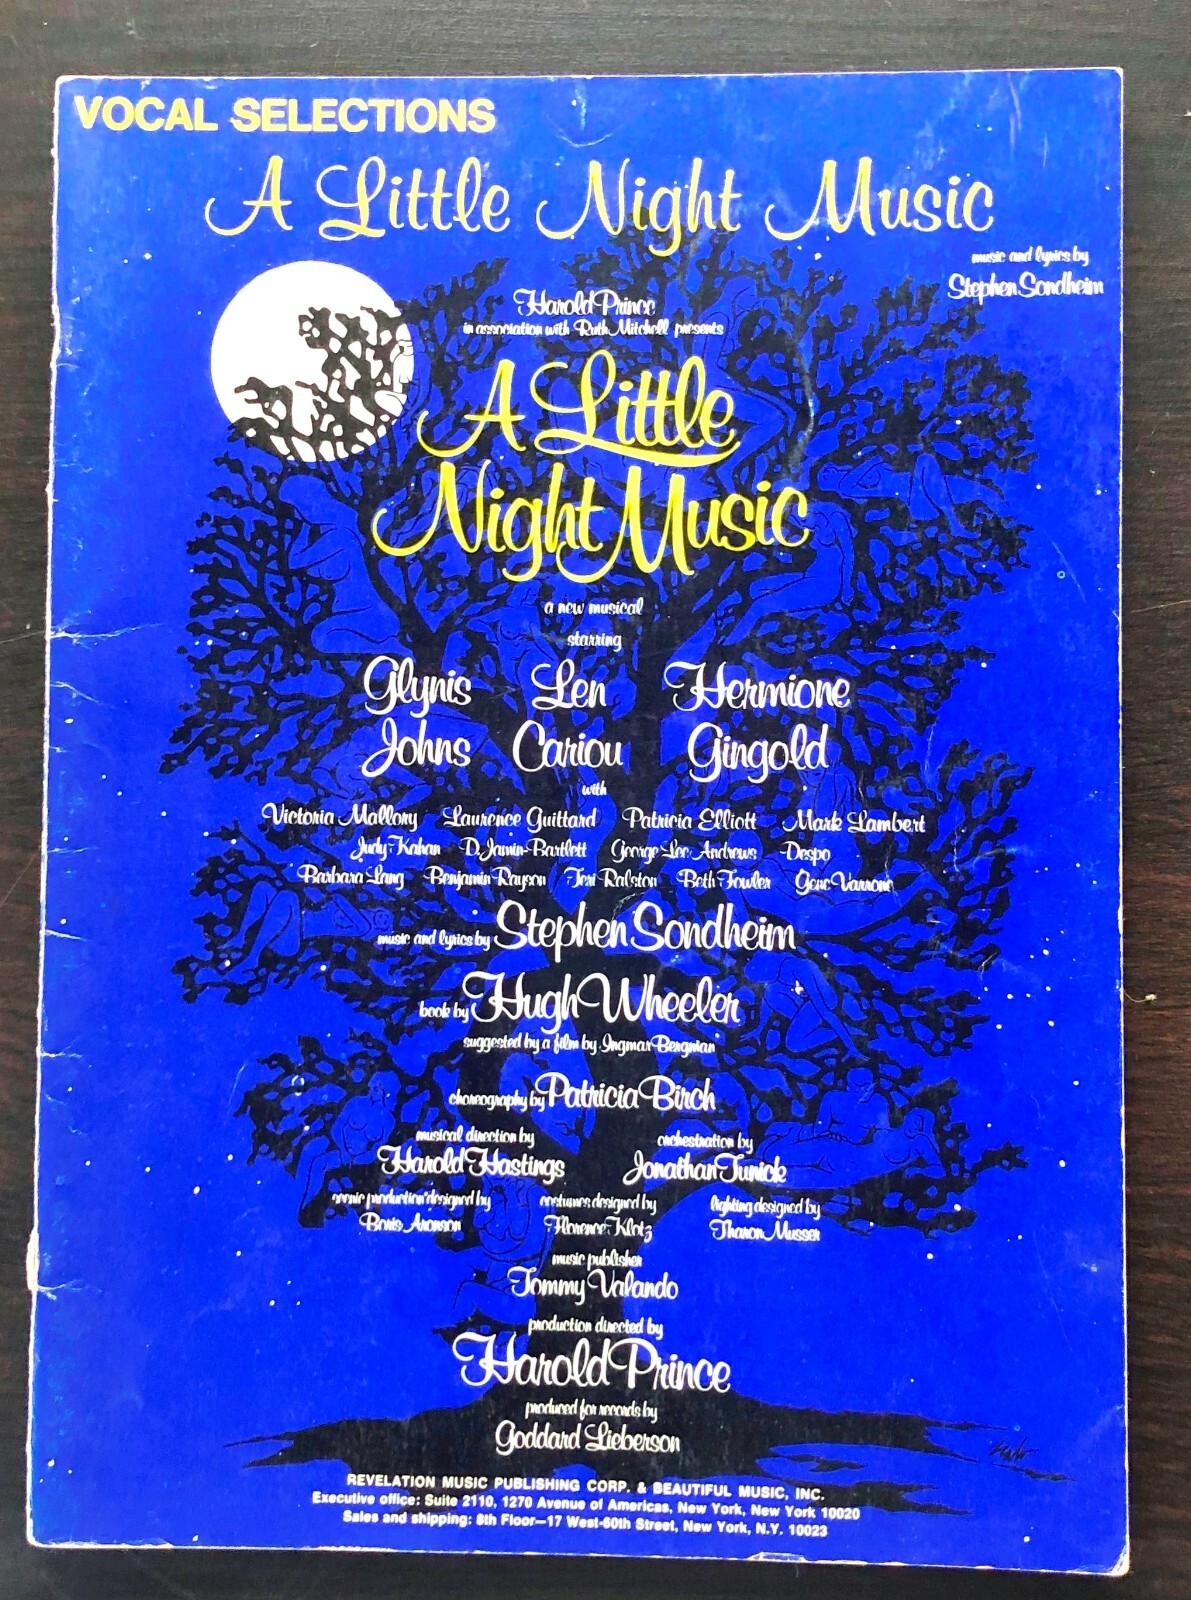 VOCAL SELECTIONS
A Little Night Music
music and lyrics by
Stephen Sondheim
Harold Prince
in association with Ruth Mitchell presents
A Little
Night Music
a new musical
starring
Glynis Len Hermione
Johns Cariou Gingold
with
Victoria Mallory Laurence Guittard Patricia Elliott Mark Lambert
Judy Kahan D. Jamin-Bartlett George Lee Andrews Despo
Barbara Lang Benjamin Rayson Teri Ralston Beth Fowler Gene Varrone
music and lyrics by Stephen Sondheim
book by Hugh Wheeler
suggested by a film by Ingmar Bergman
choreography by Patricia Birch
musical direction by orchestration by
Harold Hastings Jonathan Tunick
scenic production designed by costumes designed by lighting designed by
Boris Aronson Florence Klotz Tharon Musser
music publisher
Tommy Valando
production directed by
Harold Prince
produced for records by
Goddard Lieberson
REVELATION MUSIC PUBLISHING CORP. & BEAUTIFUL MUSIC, INC.
Executive office: Suite 2110, 1270 Avenue of Americas, New York, New York 10020
Sales and shipping: 8th Floor—17 West-60th Street, New York, N.Y. 10023